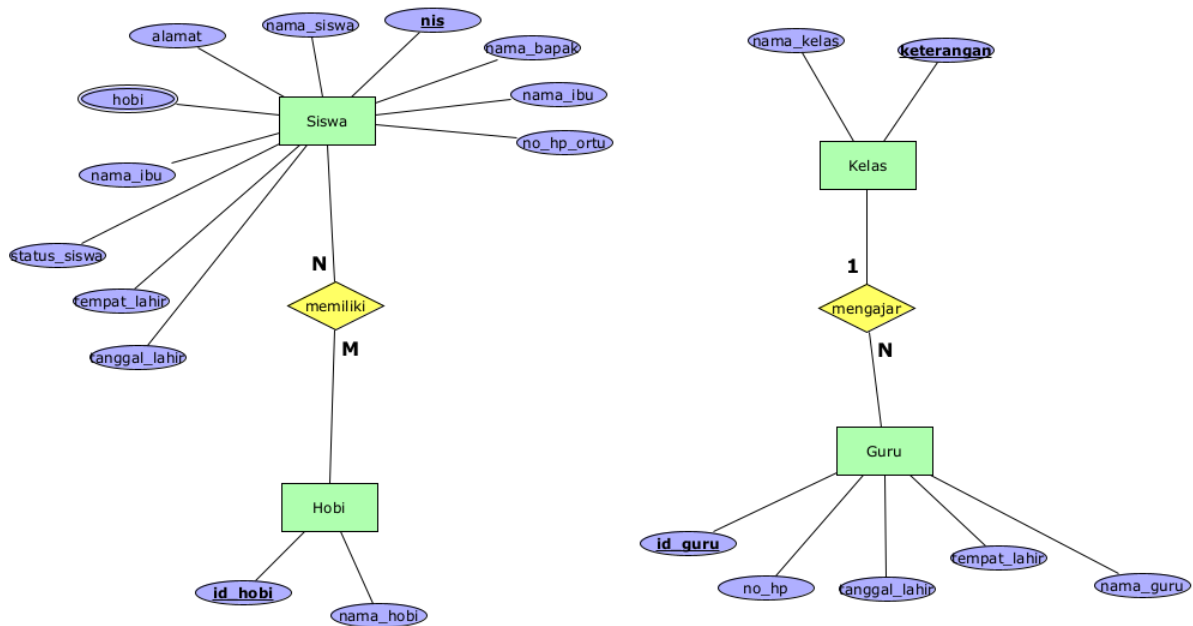 nama_siswa
nis
alamat
nama_bapak
hobi
nama_ibu
Siswa
no_hp_ortu
nama_ibu
status_siswa
tempat_lahir
tanggal_lahir
N
memiliki
M
Hobi
id_hobi
nama_hobi
nama_kelas
keterangan
Kelas
1
mengajar
N
Guru
id_guru
no_hp
tanggal_lahir
tempat_lahir
nama_guru